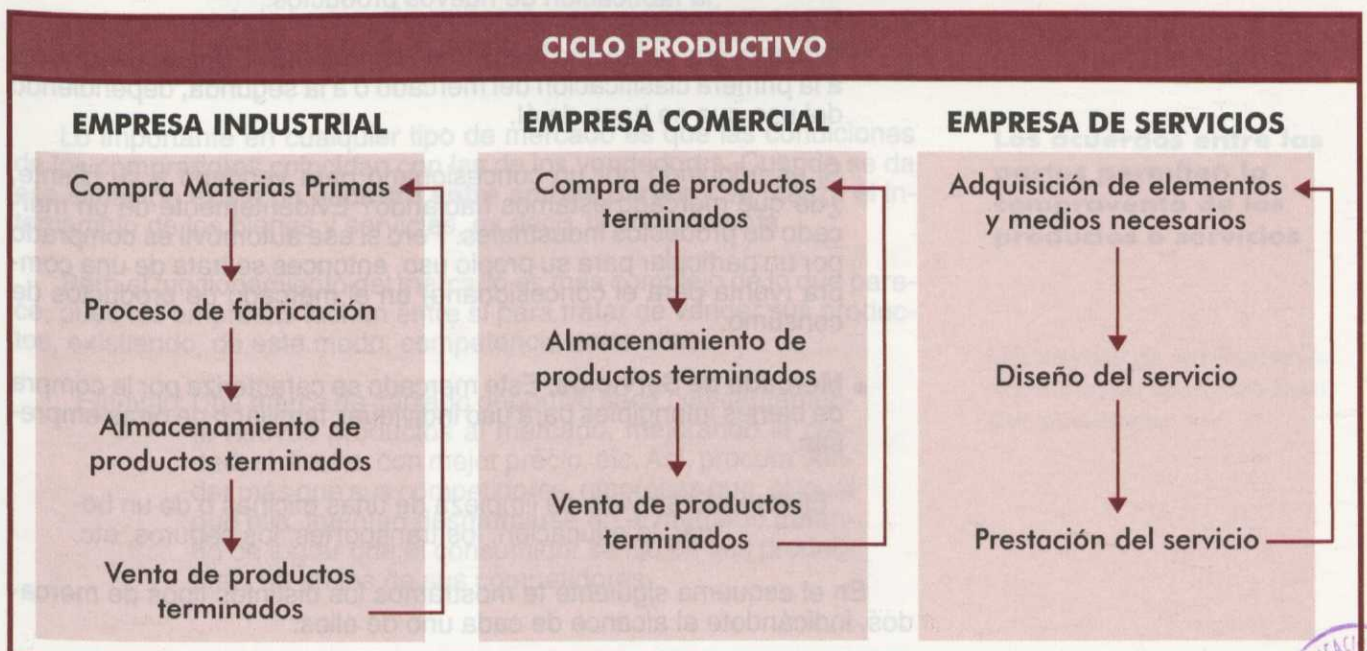 CICLO PRODUCTIVO
EMPRESA INDUSTRIAL
Compra Materias Primas
Proceso de fabricación
Almacenamiento de
productos terminados
Venta de productos
terminados
EMPRESA COMERCIAL
Compra de productos
terminados
Almacenamiento de
productos terminados
Venta de productos
terminados
EMPRESA DE SERVICIOS
Adquisición de elementos
y medios necesarios
Diseño del servicio
Prestación del servicio